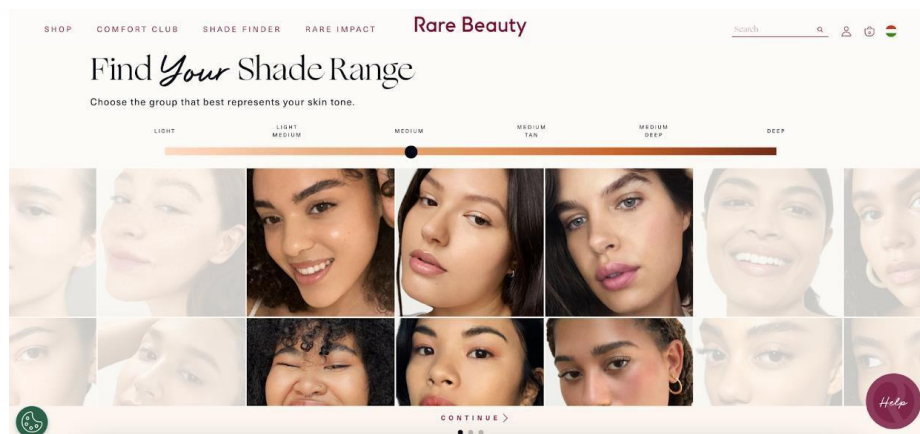 SHOP COMFORT CLUB SHADE FINDER RARE IMPACT Rare Beauty Search 0
Find Your Shade Range
Choose the group that best represents your skin tone.
LIGHT
LIGHT
MEDIUM
MEDIUM
MEDIUM
TAN
MEDIUM
DEEP
DEEP
CONTINUE
Help